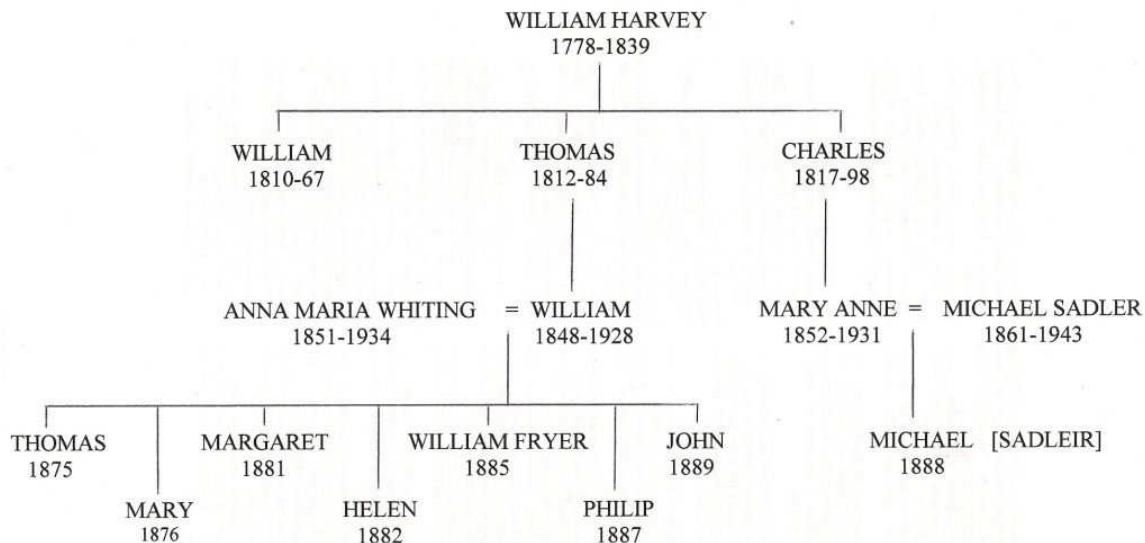 WILLIAM HARVEY
1778-1839
WILLIAM THOMAS CHARLES
1810-67 1812-84 1817-98
ANNA MARIA WHITING = WILLIAM MARY ANNE = MICHAEL SADLER
1851-1934 1848-1928 1852-1931 1861-1943
THOMAS MARGARET WILLIAM FRYER JOHN MICHAEL [SADLEIR]
1875 1881 1885 1889 1888
MARY HELEN PHILIP
1876 1882 1887